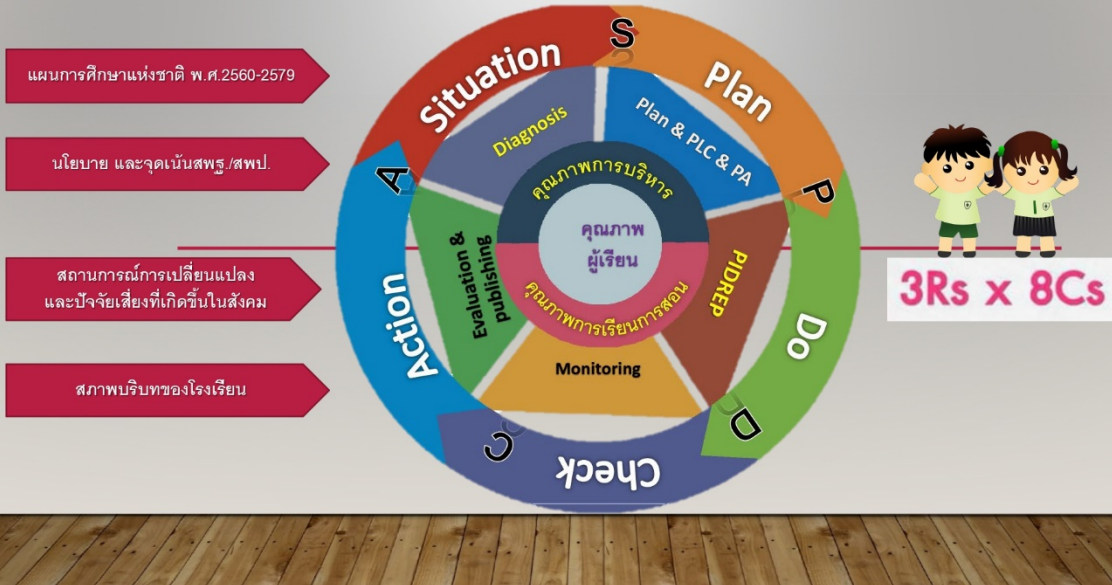 แผนการศึกษาแห่งชาติ พ.ศ.2560-2579
นโยบาย และจุดเน้นสพฐ./สพป.
สถานการณ์การเปลี่ยนแปลง
และปัจจัยเสี่ยงที่เกิดขึ้นในสังคม
สภาพบริบทของโรงเรียน
S
Situation
Plan
P
Do
D
Check
C
Action
A
Diagnosis
Plan & PLC & PA
PIDREP
Monitoring
Evaluation &
publishing
คุณภาพการบริหาร
คุณภาพ
ผู้เรียน
คุณภาพการเรียนการสอน
3Rs x 8Cs